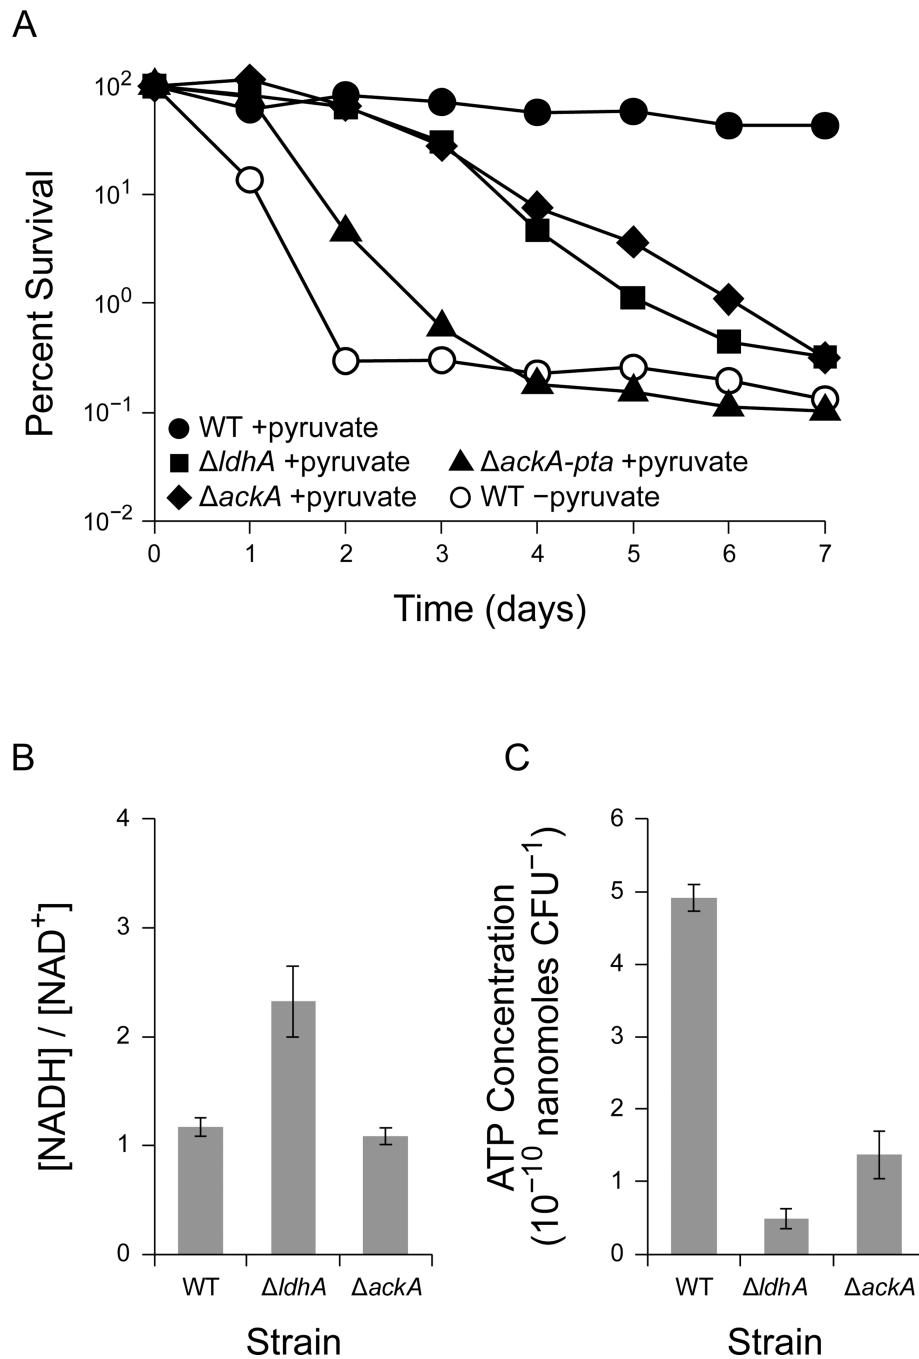 A
Percent Survival
10²
10¹
10⁰
10⁻¹
10⁻²
WT +pyruvate
ΔldhA +pyruvate
ΔackA-pta +pyruvate
ΔackA +pyruvate
WT −pyruvate
0 1 2 3 4 5 6 7
Time (days)
B
[NADH] / [NAD⁺]
4
3
2
1
0
WT ΔldhA ΔackA
Strain
C
ATP Concentration
(10⁻¹⁰ nanomoles CFU⁻¹)
6
5
4
3
2
1
0
WT ΔldhA ΔackA
Strain